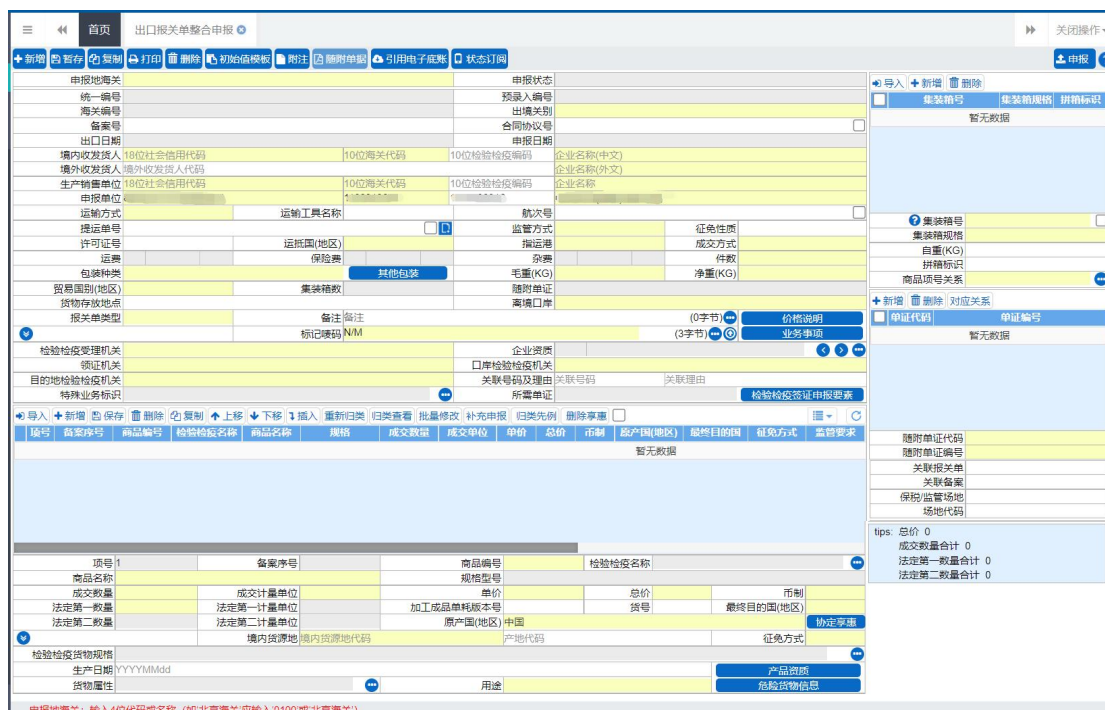 首页 出口报关单整合申报 关闭操作
新增 暂存 复制 打印 删除 初始值模板 附注 随附单据 引用电子底账 状态订阅 申报
申报地海关 申报状态
统一编号 预录入编号
海关编号 出境关别
备案号 合同协议号
出口日期 申报日期
境内收发货人 18位社会信用代码 10位海关代码 10位检验检疫编码 企业名称(中文)
境外收发货人 境外收发货人代码 企业名称(外文)
生产销售单位 18位社会信用代码 10位海关代码 10位检验检疫编码 企业名称
申报单位
运输方式 运输工具名称 航次号
提运单号 监管方式 征免性质
许可证号 运抵国(地区) 指运港 成交方式
运费 保险费 杂费 件数
包装种类 其他包装 毛重(KG) 净重(KG)
贸易国别(地区) 集装箱数 随附单证
货物存放地点 离境口岸
报关单类型 备注 备注 (0字节) 价格说明
标记唛码 N/M (3字节) 业务事项
检验检疫受理机关 企业资质
领证机关 口岸检验检疫机关
目的地检验检疫机关 关联号码及理由 关联号码 关联理由
特殊业务标识 所需单证 检验检疫签证申报要素
导入 新增 保存 删除 复制 上移 下移 插入 重新归类 归类查看 批量修改 补充申报 归类先例 删除享惠
项号 备案序号 商品编号 检验检疫名称 商品名称 规格 成交数量 成交单位 单价 总价 币制 原产国(地区) 最终目的国 征免方式 监管要求
暂无数据
项号 1 备案序号 商品编号 检验检疫名称
商品名称 规格型号
成交数量 成交计量单位 单价 总价 币制
法定第一数量 法定第一计量单位 加工成品单耗版本号 货号 最终目的国(地区)
法定第二数量 法定第二计量单位 原产国(地区) 中国 协定享惠
境内货源地 境内货源地代码 产地代码 征免方式
检验检疫货物规格
生产日期 YYYYMMdd 产品资质
货物属性 用途 危险货物信息
申报地海关：输入4位代码或名称（如'北京海关'应输入'0100'或'北京海关'）
导入 新增 删除
集装箱号 集装箱规格 拼箱标识
暂无数据
集装箱号
集装箱规格
自重(KG)
拼箱标识
商品项号关系
新增 删除 对应关系
单证代码 单证编号
暂无数据
随附单证代码
随附单证编号
关联报关单
关联备案
保税/监管场地
场地代码
tips: 总价 0
成交数量合计 0
法定第一数量合计 0
法定第二数量合计 0